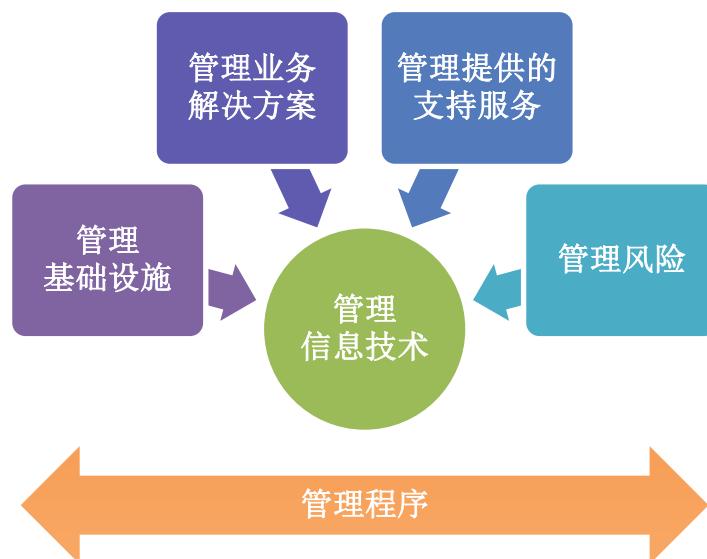 管理业务
解决方案
管理提供的
支持服务
管理
基础设施
管理风险
管理
信息技术
管理程序